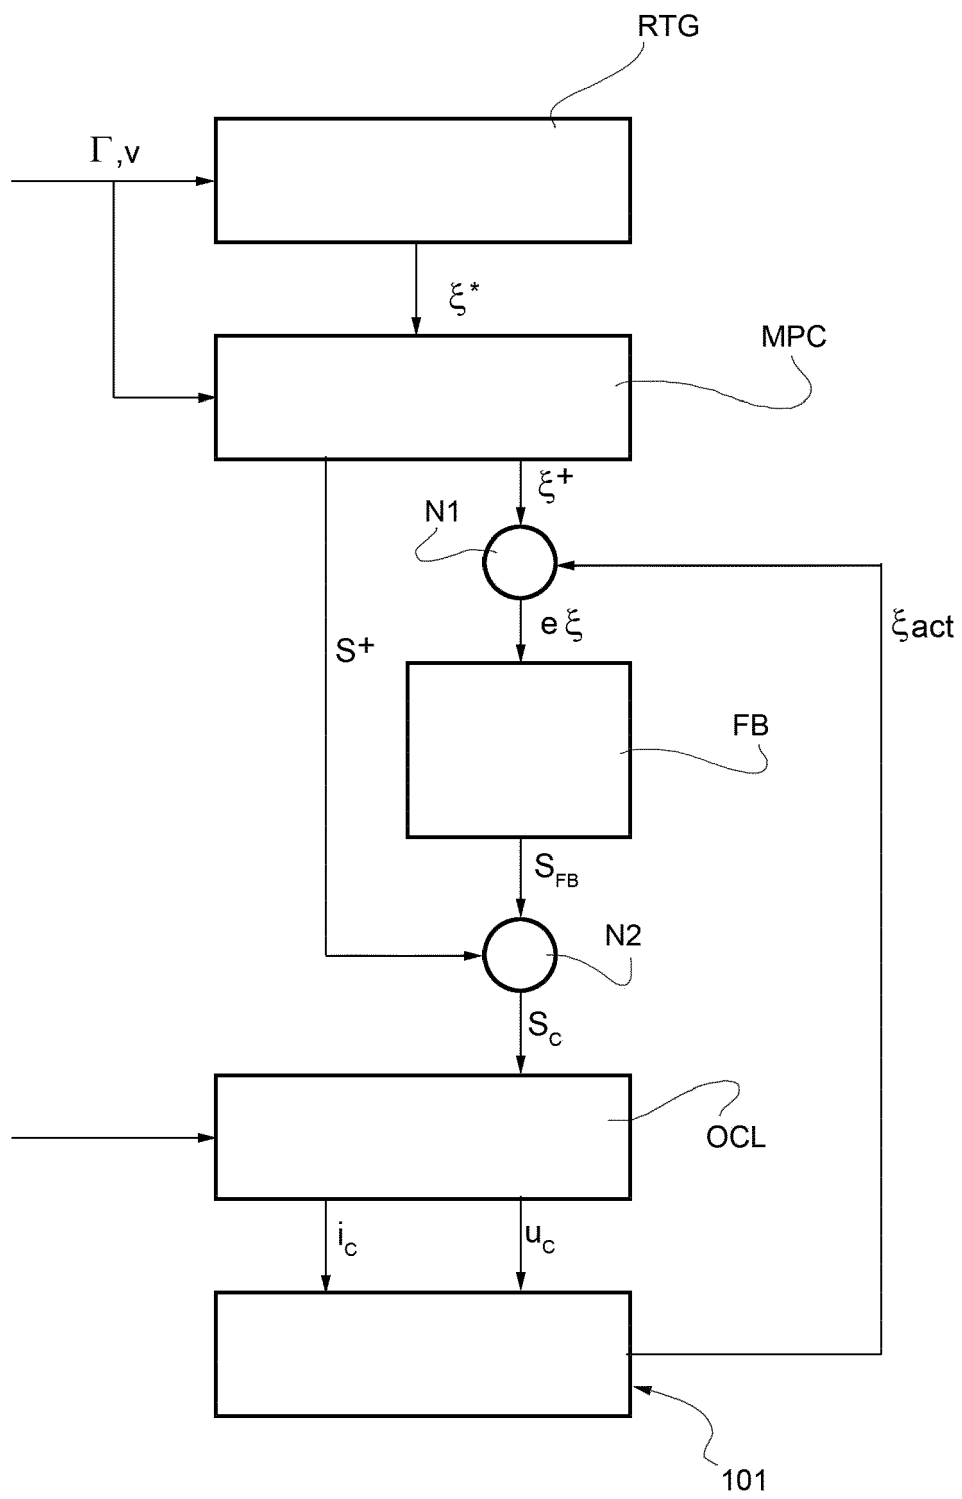 RTG
Γ,v
ξ*
MPC
ξ+
N1
eξ
ξact
S+
FB
SFB
N2
SC
OCL
iC
uC
101